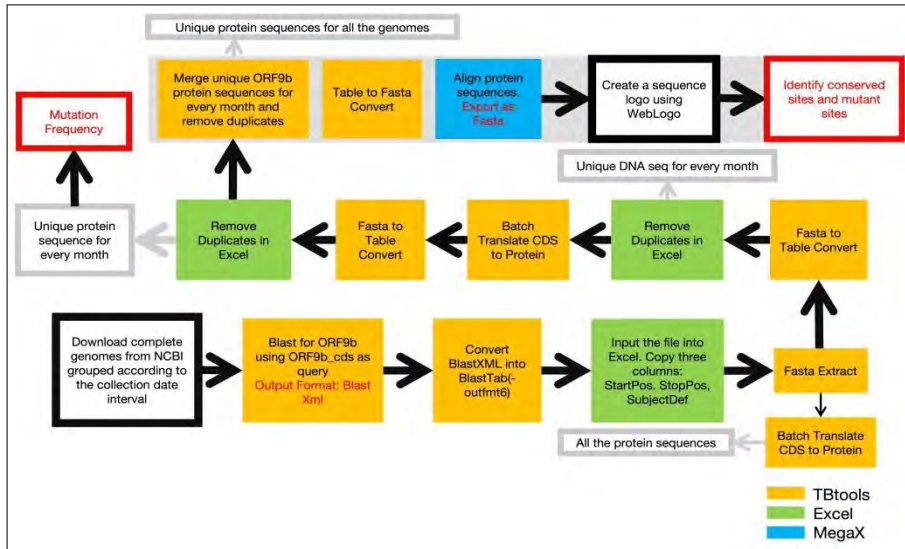 Unique protein sequences for all the genomes
Merge unique ORF9b
protein sequences for
every month and
remove duplicates
Table to Fasta
Convert
Align protein
sequences.
Export as
Fasta
Create a sequence
logo using
WebLogo
Identify conserved
sites and mutant
sites
Mutation
Frequency
Unique DNA seq for every month
Unique protein
sequence for
every month
Remove
Duplicates in
Excel
Fasta to
Table
Convert
Batch
Translate CDS
to Protein
Remove
Duplicates in
Excel
Fasta to
Table Convert
Download complete
genomes from NCBI
grouped according to
the collection date
interval
Blast for ORF9b
using ORF9b_cds as
query
Output Format: Blast
Xml
Convert
BlastXML into
BlastTab(-
outfmt6)
Input the file into
Excel. Copy three
columns:
StartPos. StopPos,
SubjectDef
Fasta Extract
All the protein sequences
Batch Translate
CDS to Protein
TBtools
Excel
MegaX